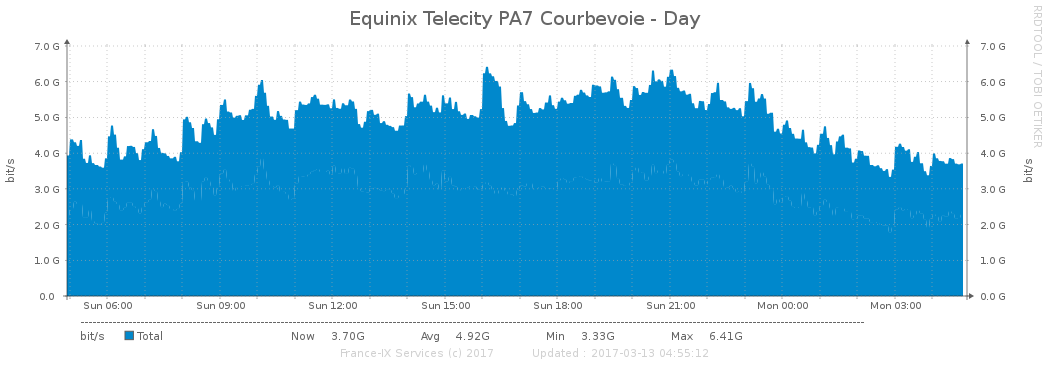 Equinix Telecity PA7 Courbevoie - Day
RRDTOOL / TOBI OETIKER
7.0 G 7.0 G
6.0 G 6.0 G
5.0 G 5.0 G
4.0 G 4.0 G
3.0 G 3.0 G
2.0 G 2.0 G
1.0 G 1.0 G
0.0 0.0 G
bit/s bit/s
Sun 06:00 Sun 09:00 Sun 12:00 Sun 15:00 Sun 18:00 Sun 21:00 Mon 00:00 Mon 03:00
bit/s Total Now 3.70G Avg 4.92G Min 3.33G Max 6.41G
France-IX Services (c) 2017 Updated : 2017-03-13 04:55:12